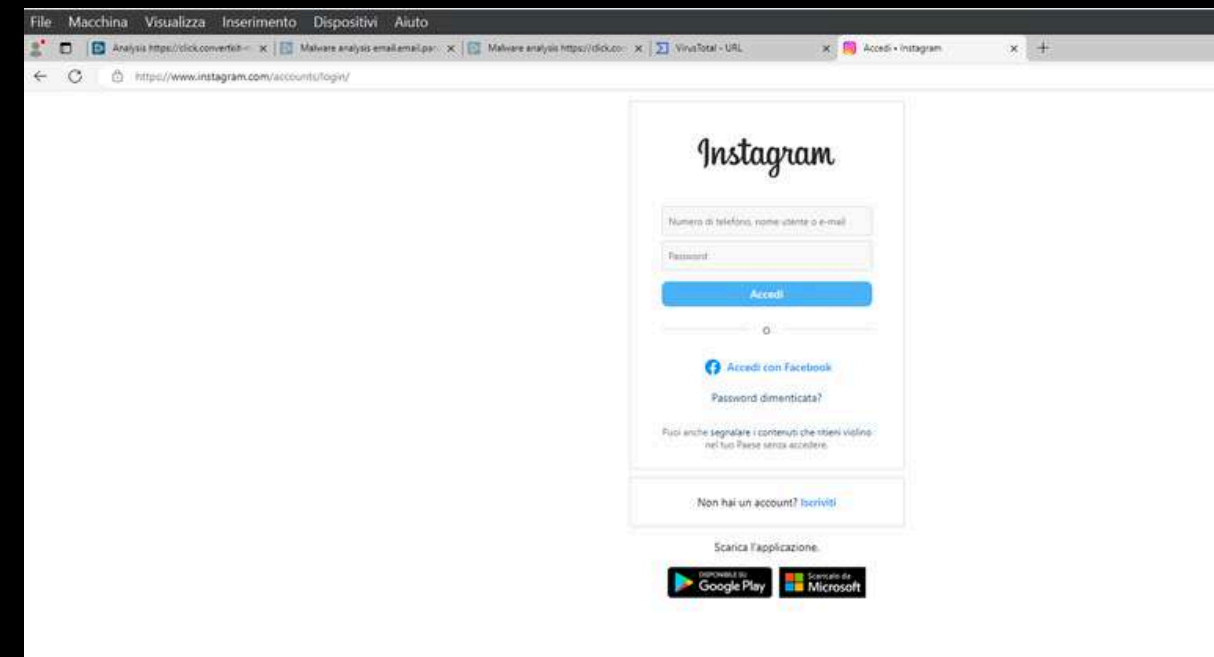 File Macchina Visualizza Inserimento Dispositivi Aiuto
Analysis https://click.convertkit- Malware analysis email.email.par Malware analysis https://click.co VirusTotal - URL Accedi • Instagram
https://www.instagram.com/accounts/login/
Instagram
Numero di telefono, nome utente o e-mail
Password
Accedi
O
Accedi con Facebook
Password dimenticata?
Puoi anche segnalare i contenuti che ritieni violino
nel tuo Paese senza accedere.
Non hai un account? Iscriviti
Scarica l'applicazione.
DISPONIBILE SU
Google Play
Scaricalo da
Microsoft